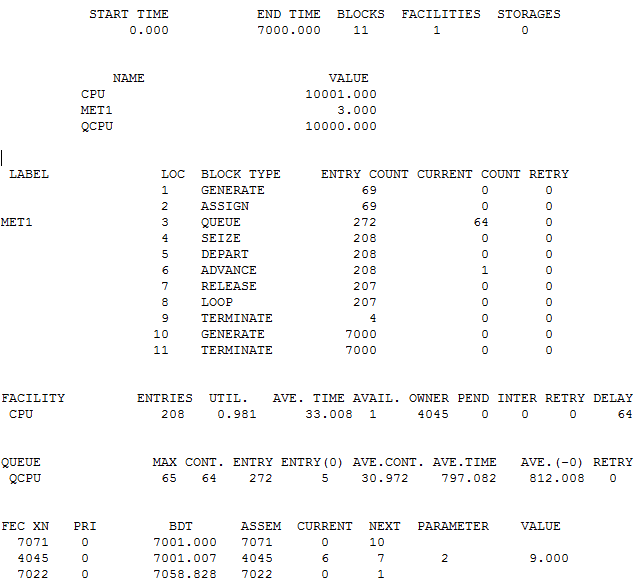 START TIME END TIME BLOCKS FACILITIES STORAGES
0.000 7000.000 11 1 0
NAME VALUE
CPU 10001.000
MET1 3.000
QCPU 10000.000
LABEL LOC BLOCK TYPE ENTRY COUNT CURRENT COUNT RETRY
1 GENERATE 69 0 0
2 ASSIGN 69 0 0
MET1 3 QUEUE 272 64 0
4 SEIZE 208 0 0
5 DEPART 208 0 0
6 ADVANCE 208 1 0
7 RELEASE 207 0 0
8 LOOP 207 0 0
9 TERMINATE 4 0 0
10 GENERATE 7000 0 0
11 TERMINATE 7000 0 0
FACILITY ENTRIES UTIL. AVE. TIME AVAIL. OWNER PEND INTER RETRY DELAY
CPU 208 0.981 33.008 1 4045 0 0 0 64
QUEUE MAX CONT. ENTRY ENTRY(0) AVE.CONT. AVE.TIME AVE.(-0) RETRY
QCPU 65 64 272 5 30.972 797.082 812.008 0
FEC XN PRI BDT ASSEM CURRENT NEXT PARAMETER VALUE
7071 0 7001.000 7071 0 10
4045 0 7001.007 4045 6 7 2 9.000
7022 0 7058.828 7022 0 1